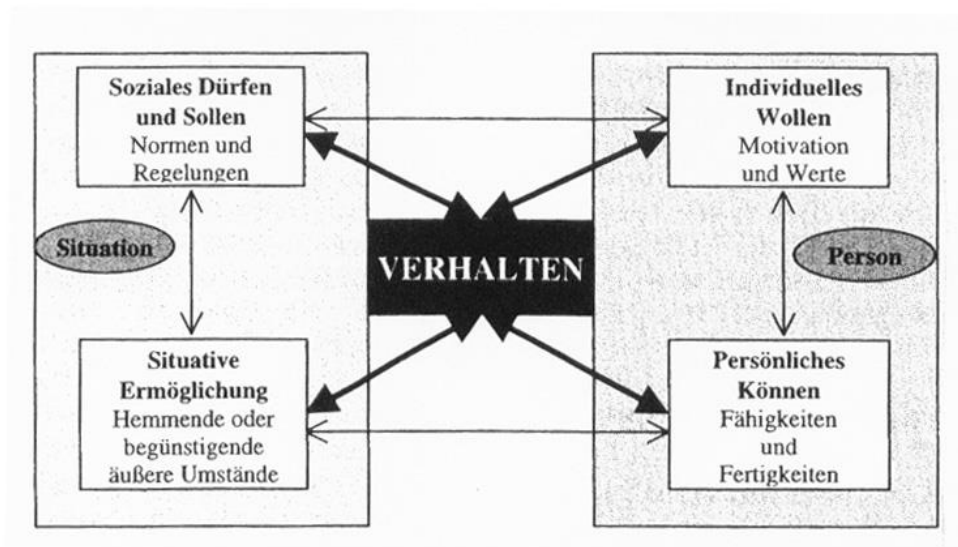 Soziales Dürfen
und Sollen
Normen und
Regelungen
Individuelles
Wollen
Motivation
und Werte
Situation
VERHALTEN
Person
Situative
Ermöglichung
Hemmende oder
begünstigende
äußere Umstände
Persönliches
Können
Fähigkeiten
und
Fertigkeiten